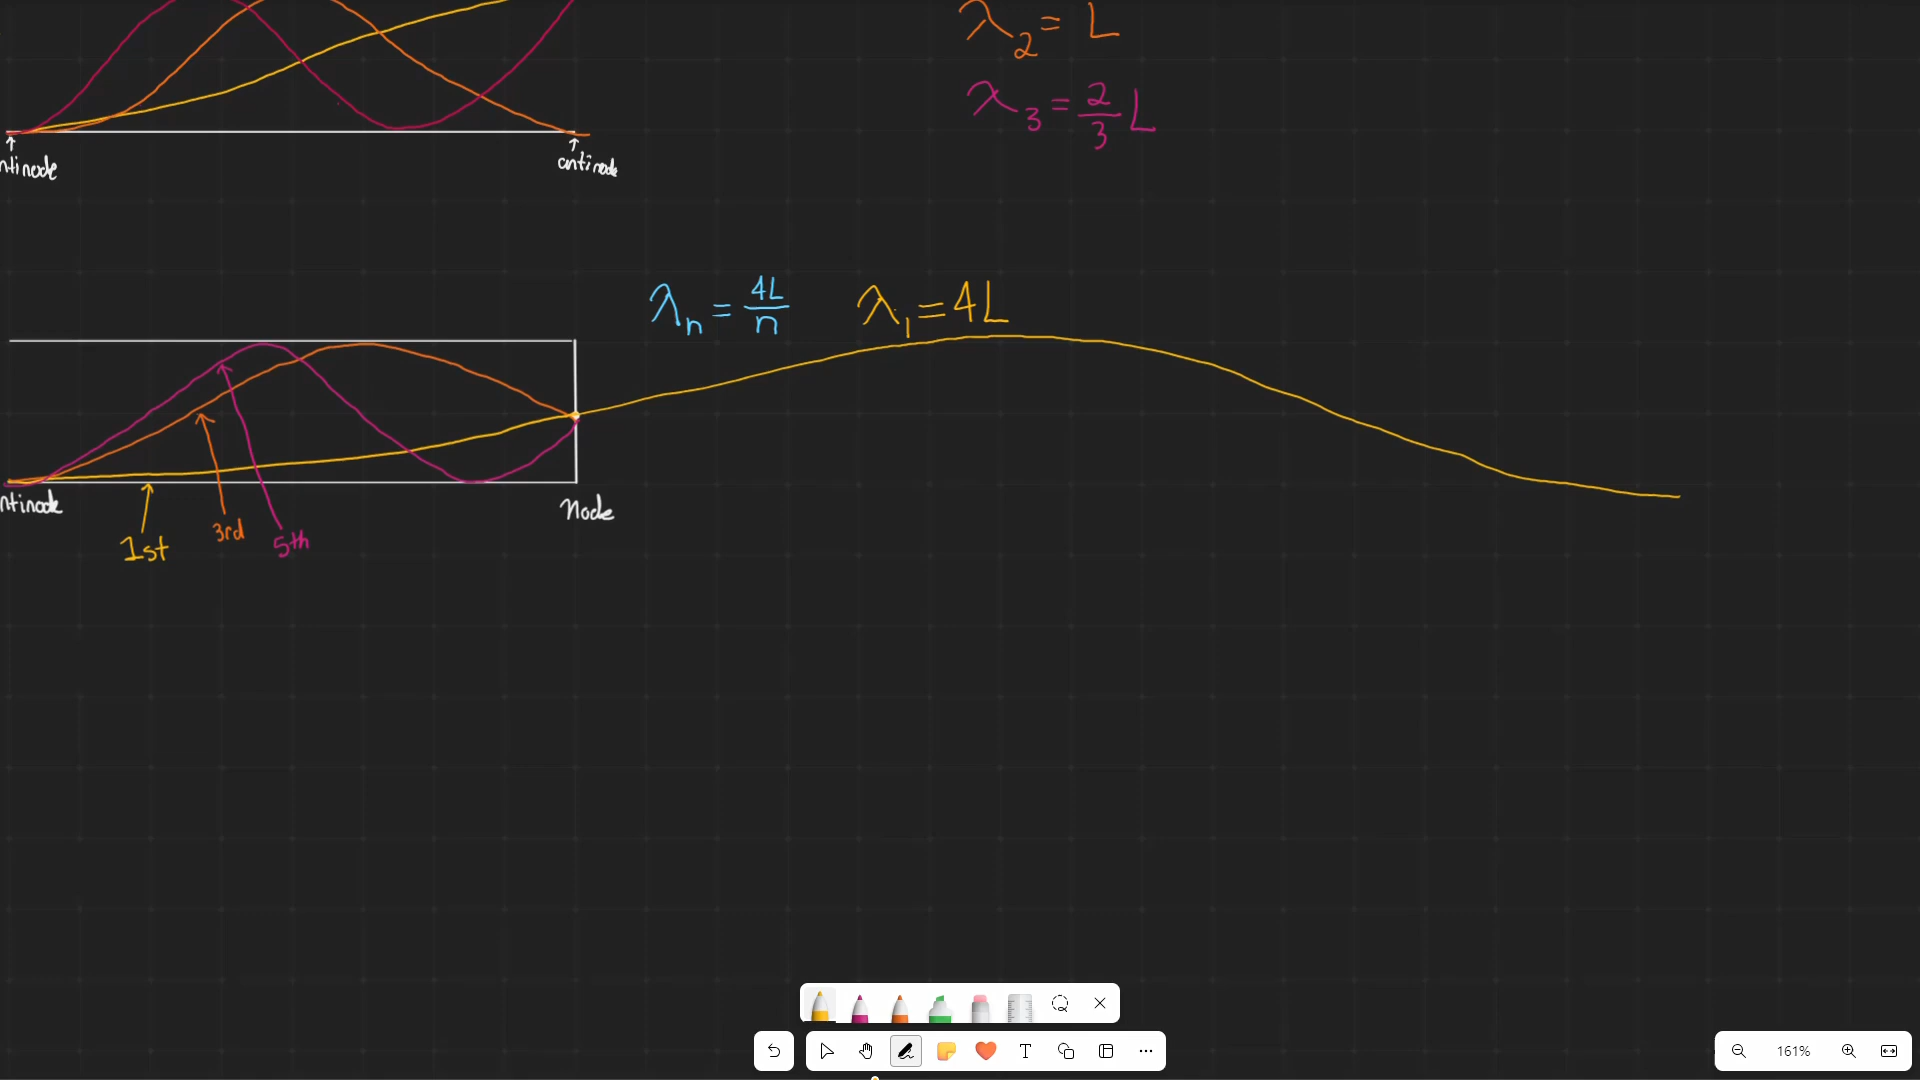 λ₂ = L
λ₃ = 2/3 L
ntinode
antinode
λn = 4L/n
λ₁ = 4L
ntinode
Node
1st
3rd
5th
T
161%